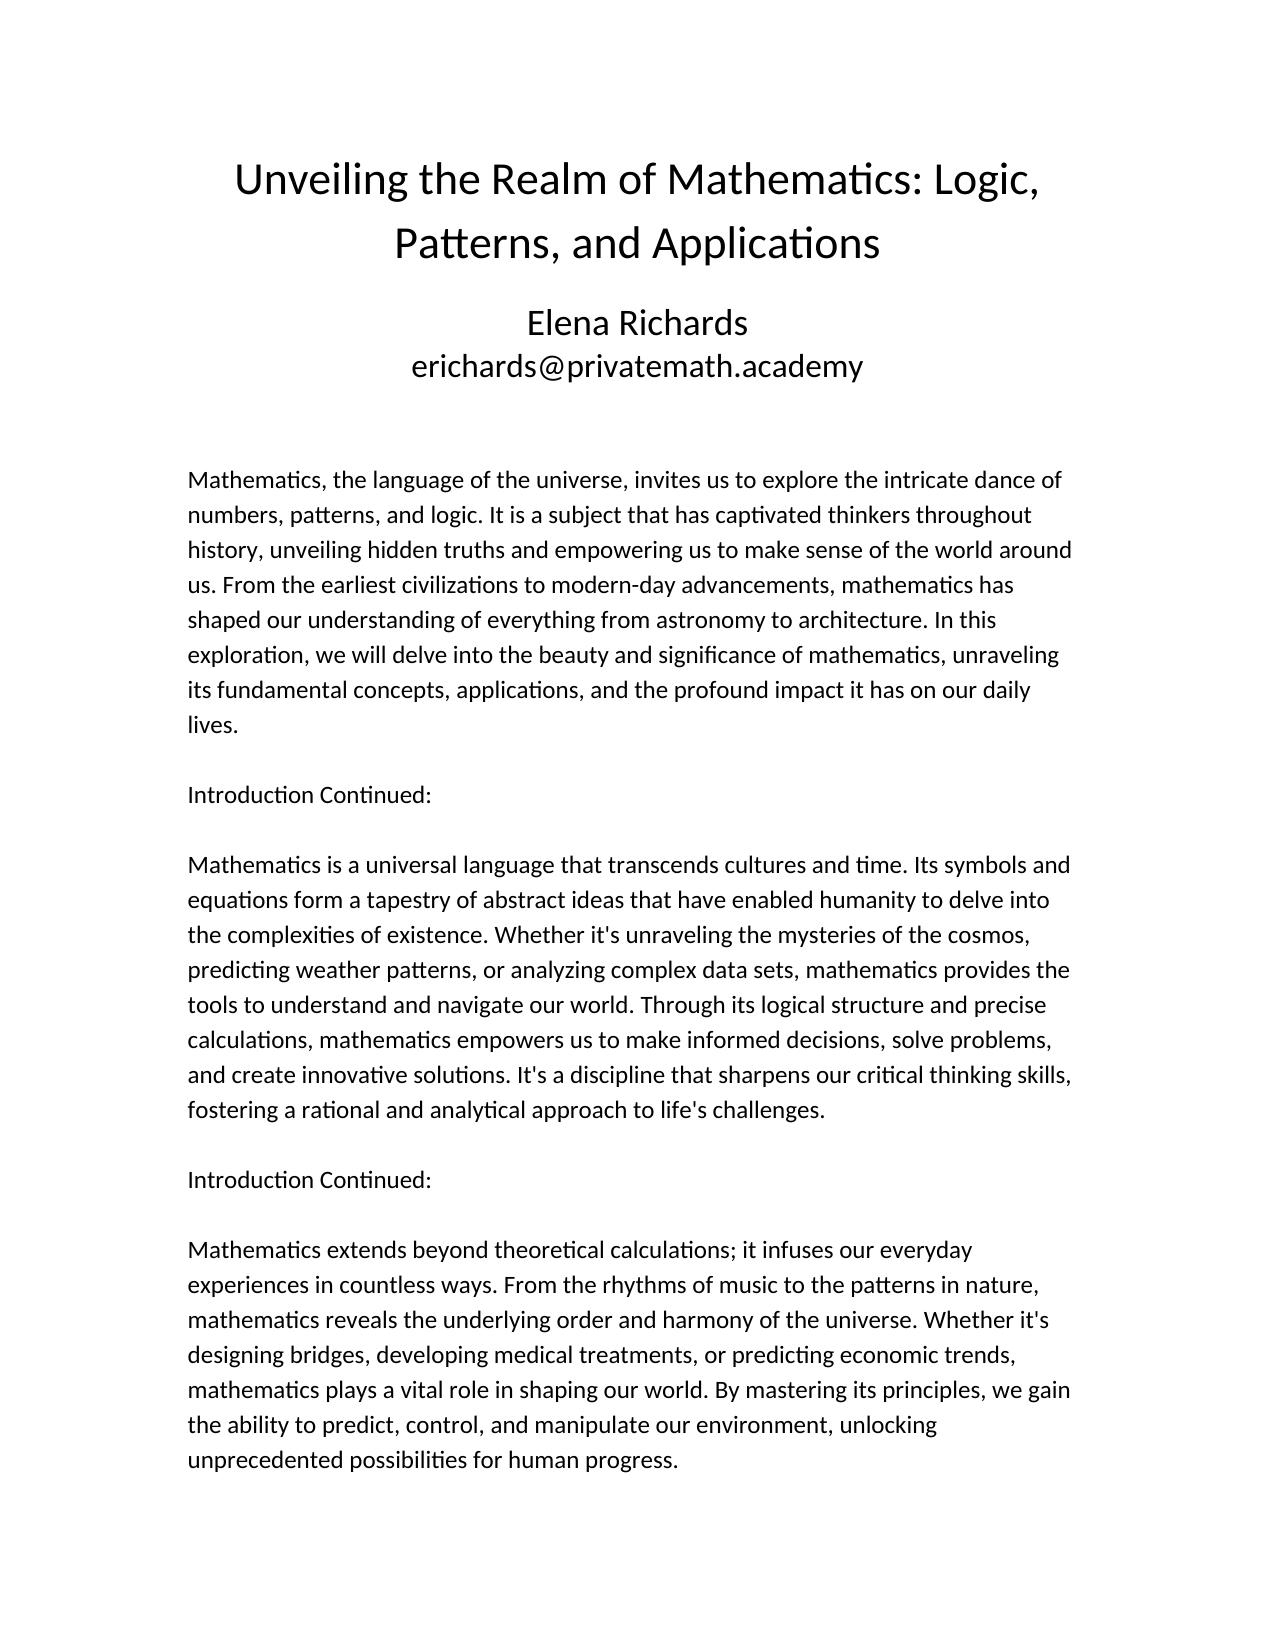 Unveiling the Realm of Mathematics: Logic,
Patterns, and Applications
Elena Richards
erichards@privatemath.academy
Mathematics, the language of the universe, invites us to explore the intricate dance of
numbers, patterns, and logic. It is a subject that has captivated thinkers throughout
history, unveiling hidden truths and empowering us to make sense of the world around
us. From the earliest civilizations to modern-day advancements, mathematics has
shaped our understanding of everything from astronomy to architecture. In this
exploration, we will delve into the beauty and significance of mathematics, unraveling
its fundamental concepts, applications, and the profound impact it has on our daily
lives.
Introduction Continued:
Mathematics is a universal language that transcends cultures and time. Its symbols and
equations form a tapestry of abstract ideas that have enabled humanity to delve into
the complexities of existence. Whether it's unraveling the mysteries of the cosmos,
predicting weather patterns, or analyzing complex data sets, mathematics provides the
tools to understand and navigate our world. Through its logical structure and precise
calculations, mathematics empowers us to make informed decisions, solve problems,
and create innovative solutions. It's a discipline that sharpens our critical thinking skills,
fostering a rational and analytical approach to life's challenges.
Introduction Continued:
Mathematics extends beyond theoretical calculations; it infuses our everyday
experiences in countless ways. From the rhythms of music to the patterns in nature,
mathematics reveals the underlying order and harmony of the universe. Whether it's
designing bridges, developing medical treatments, or predicting economic trends,
mathematics plays a vital role in shaping our world. By mastering its principles, we gain
the ability to predict, control, and manipulate our environment, unlocking
unprecedented possibilities for human progress.